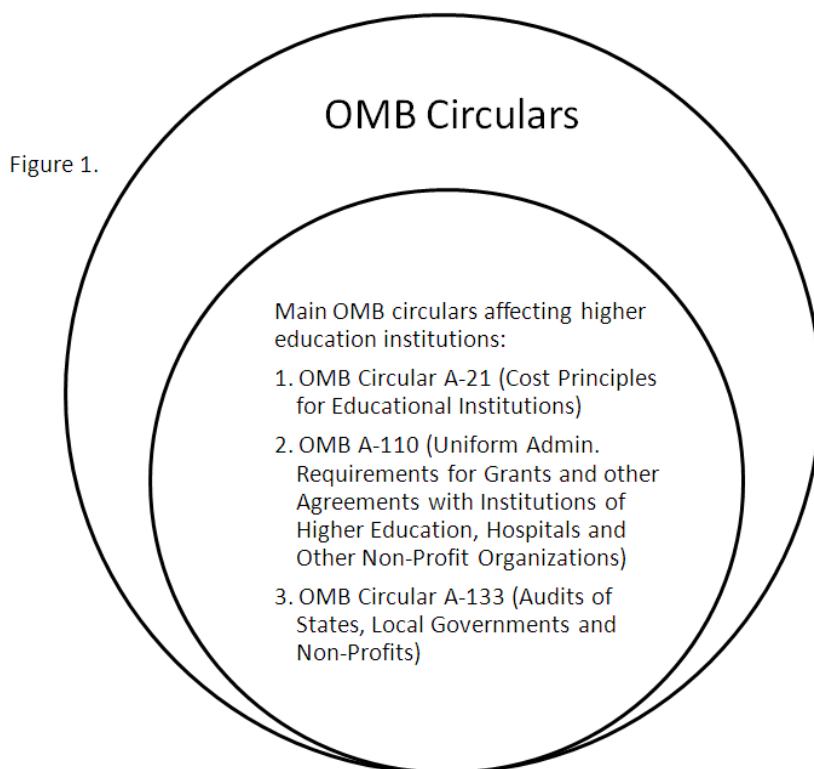 OMB Circulars
Figure 1.
Main OMB circulars affecting higher
education institutions:
1. OMB Circular A-21 (Cost Principles
for Educational Institutions)
2. OMB A-110 (Uniform Admin.
Requirements for Grants and other
Agreements with Institutions of
Higher Education, Hospitals and
Other Non-Profit Organizations)
3. OMB Circular A-133 (Audits of
States, Local Governments and
Non-Profits)